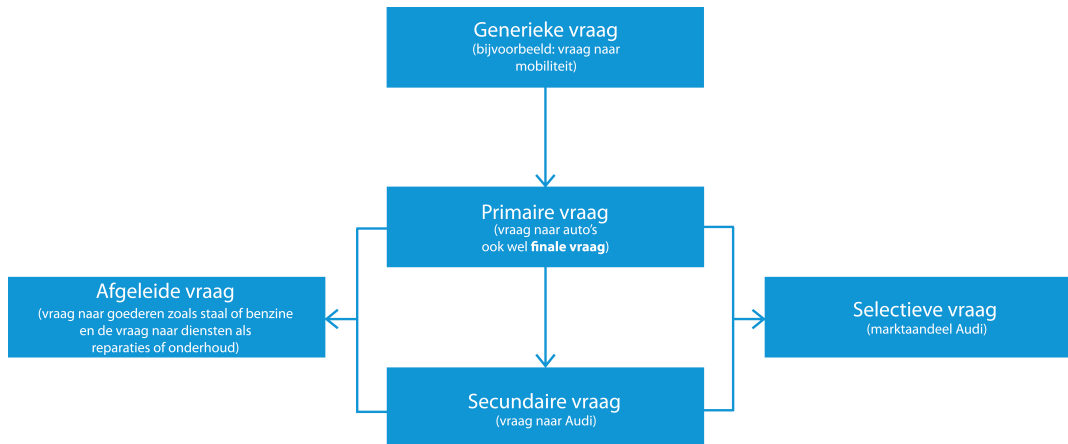 Generieke vraag
(bijvoorbeeld: vraag naar
mobiliteit)
Primaire vraag
(vraag naar auto's
ook wel finale vraag)
Afgeleide vraag
(vraag naar goederen zoals staal of benzine
en de vraag naar diensten als
reparaties of onderhoud)
Selectieve vraag
(marktaandeel Audi)
Secundaire vraag
(vraag naar Audi)